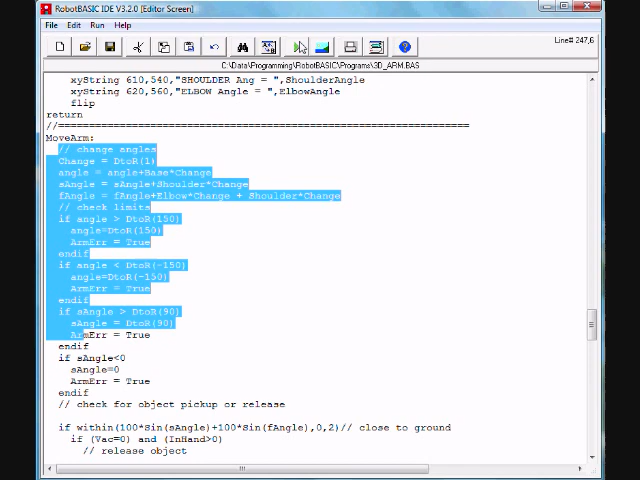 RobotBASIC IDE V3.2.0 [Editor Screen]
File Edit Run Help
Line# 247,6
C:\Data\Programming\RobotBASIC\Programs\3D_ARM.BAS
xyString 610,540,"SHOULDER Ang = ",ShoulderAngle
xyString 620,560,"ELBOW Angle = ",ElbowAngle
flip
return
//=====================================================================
MoveArm:
// change angles
Change = DtoR(1)
angle = angle+Base*Change
sAngle = sAngle+Shoulder*Change
fAngle = fAngle+Elbow*Change + Shoulder*Change
// check limits
if angle > DtoR(150)
angle=DtoR(150)
ArmErr = True
endif
if angle < DtoR(-150)
angle=DtoR(-150)
ArmErr = True
endif
if sAngle > DtoR(90)
sAngle = DtoR(90)
ArmErr = True
endif
if sAngle<0
sAngle=0
ArmErr = True
endif
// check for object pickup or release
if within(100*Sin(sAngle)+100*Sin(fAngle),0,2)// close to ground
if (Vac=0) and (InHand>0)
// release object